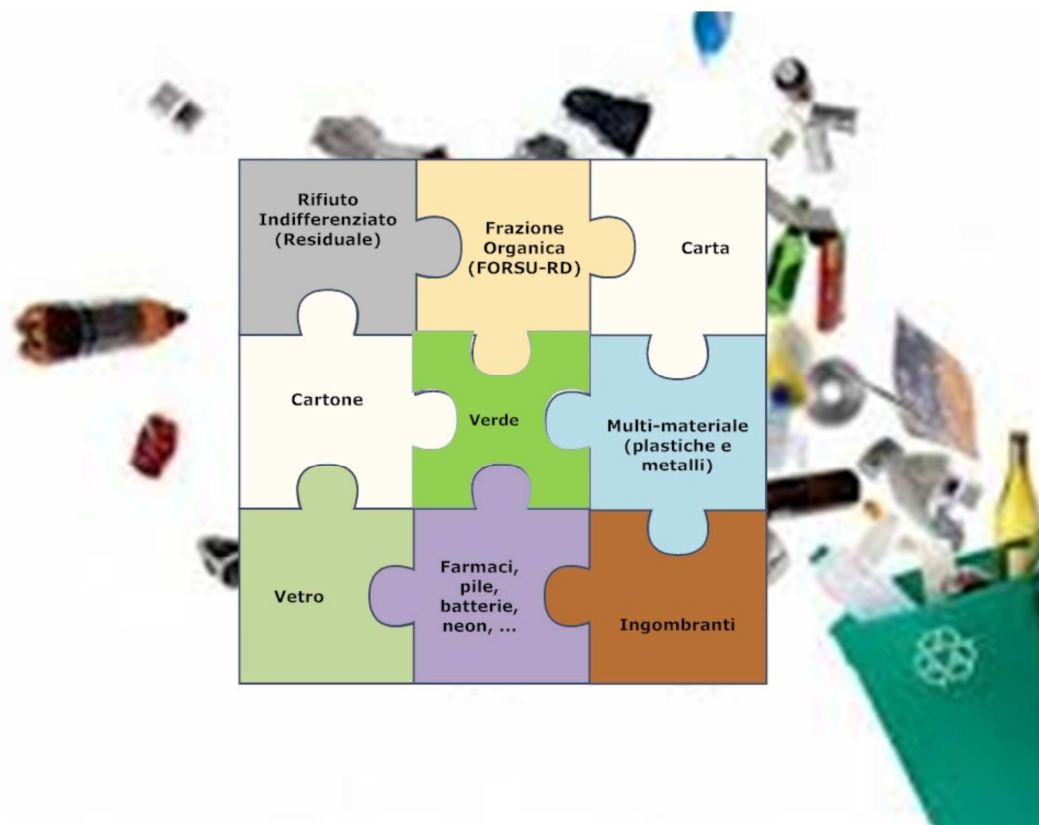 Rifiuto
Indifferenziato
(Residuale)
Frazione
Organica
(FORSU-RD)
Carta
Cartone
Verde
Multi-materiale
(plastiche e
metalli)
Vetro
Farmaci,
pile,
batterie,
neon, ...
Ingombranti